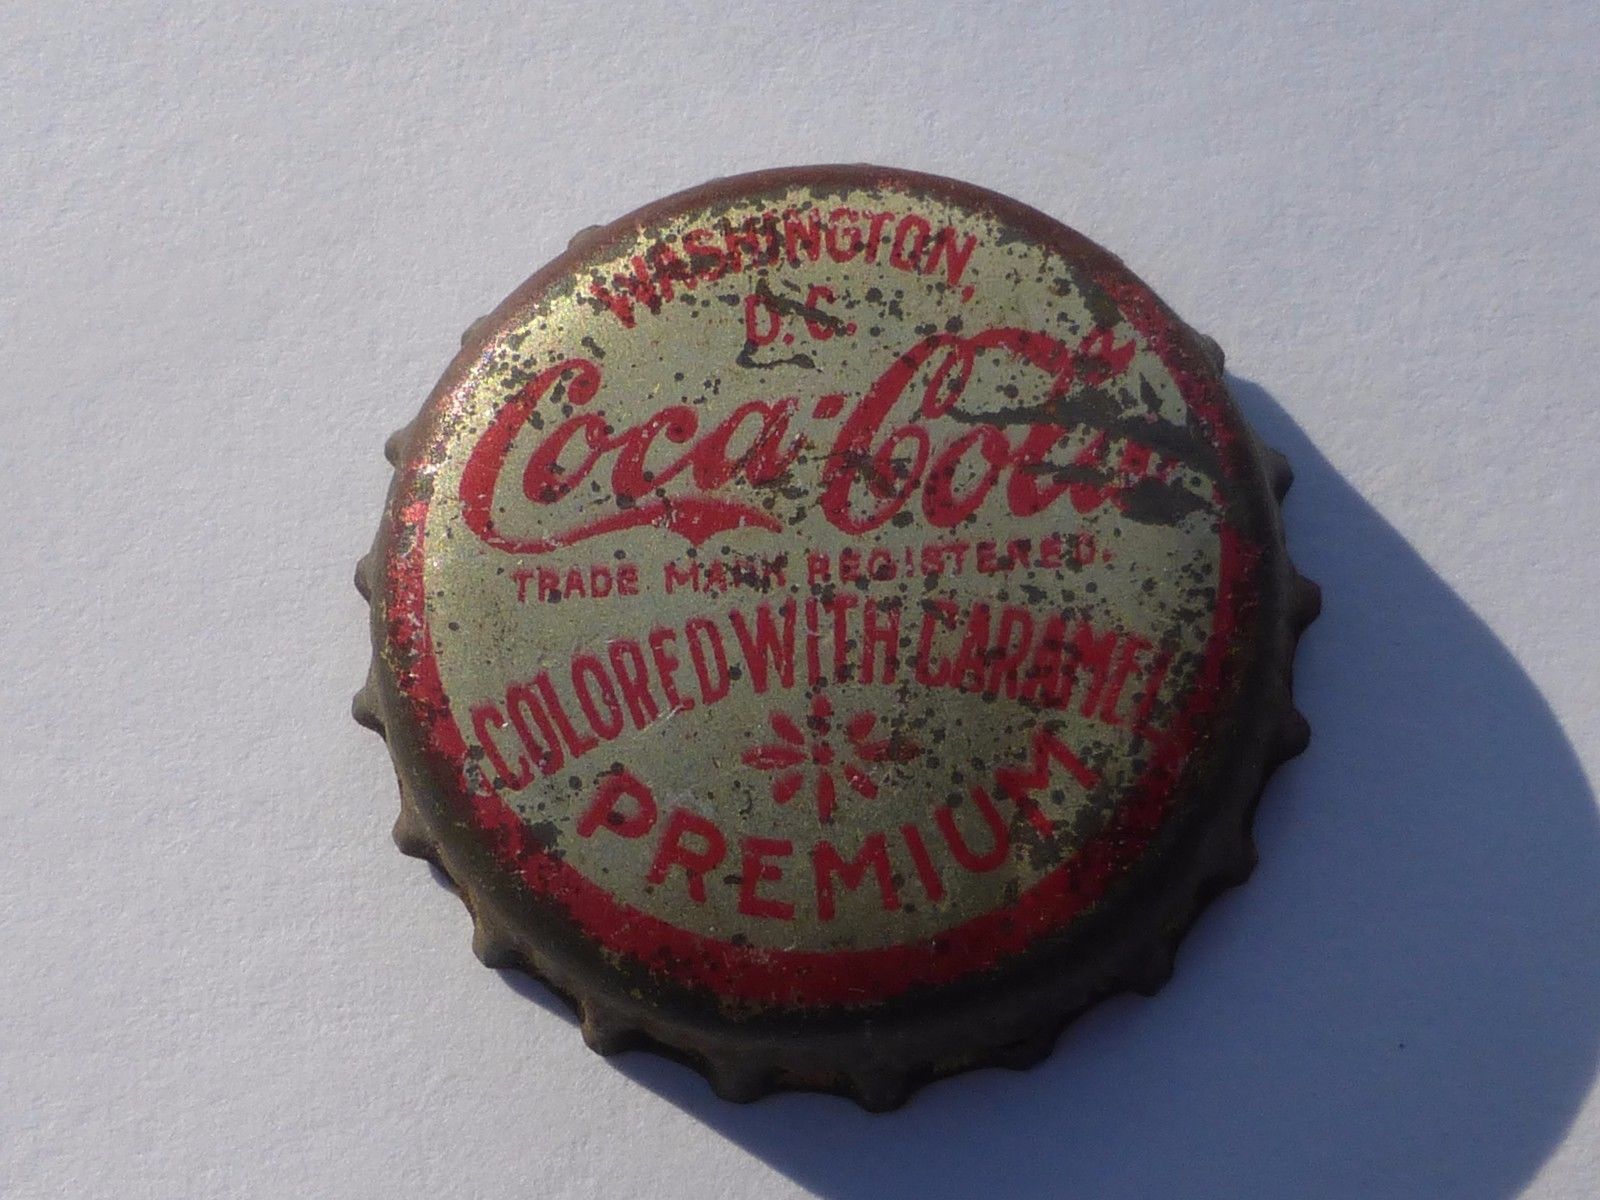 WASHINGTON,
D.C.
Coca-Cola
TRADE MARK REGISTERED.
COLORED WITH CARAMEL
PREMIUM